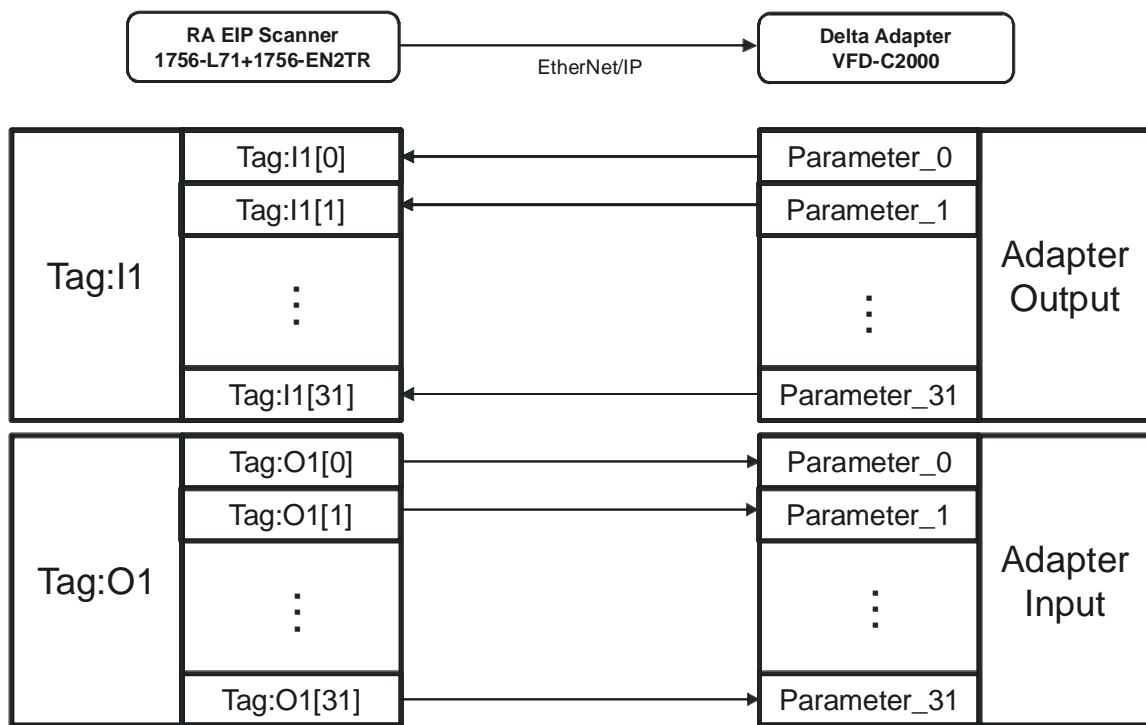 RA EIP Scanner
1756-L71+1756-EN2TR
EtherNet/IP
Delta Adapter
VFD-C2000
Tag:I1
Tag:I1[0]
Tag:I1[1]
⋮
Tag:I1[31]
Parameter_0
Parameter_1
⋮
Parameter_31
Adapter
Output
Tag:O1
Tag:O1[0]
Tag:O1[1]
⋮
Tag:O1[31]
Parameter_0
Parameter_1
⋮
Parameter_31
Adapter
Input